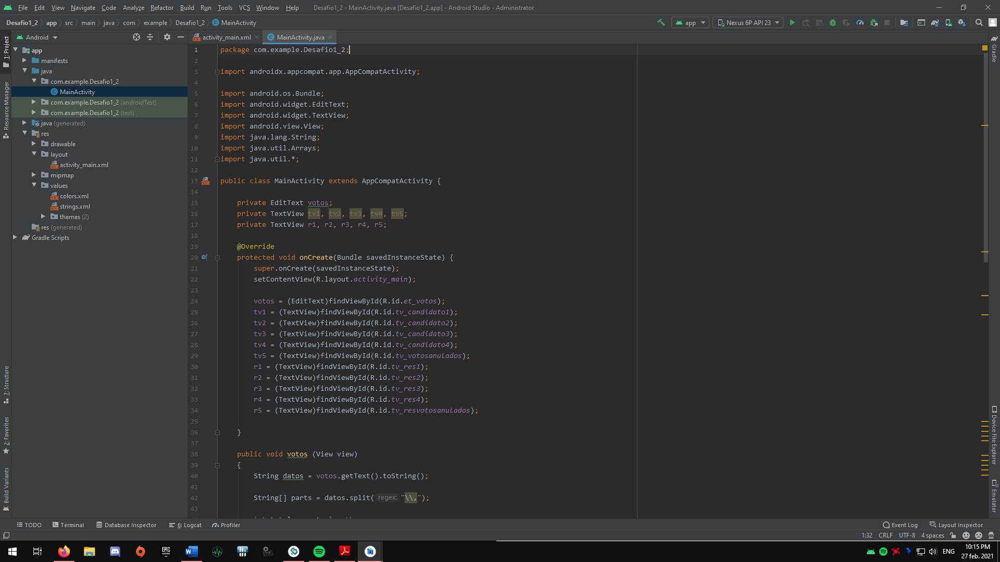 File Edit View Navigate Code Analyze Refactor Build Run Tools VCS Window Help Desafio1_2 - MainActivity.java [Desafio1_2.app] - Android Studio - Administrator
Desafio1_2 app src main java com example Desafio1_2 MainActivity app Nexus 6P API 23
Android
activity_main.xml
MainActivity.java
1: Project
Resource Manager
7: Structure
2: Favorites
Build Variants
app
manifests
java
com.example.Desafio1_2
MainActivity
com.example.Desafio1_2 (androidTest)
com.example.Desafio1_2 (test)
java (generated)
res
drawable
layout
activity_main.xml
mipmap
values
colors.xml
strings.xml
themes (2)
res (generated)
Gradle Scripts
1 package com.example.Desafio1_2;
2
3 import androidx.appcompat.app.AppCompatActivity;
4
5 import android.os.Bundle;
6 import android.widget.EditText;
7 import android.widget.TextView;
8 import android.view.View;
9 import java.lang.String;
10 import java.util.Arrays;
11 import java.util.*;
12
13 public class MainActivity extends AppCompatActivity {
14
15 private EditText votos;
16 private TextView tv1, tv2, tv3, tv4, tv5;
17 private TextView r1, r2, r3, r4, r5;
18
19 @Override
20 protected void onCreate(Bundle savedInstanceState) {
21 super.onCreate(savedInstanceState);
22 setContentView(R.layout.activity_main);
23
24 votos = (EditText)findViewById(R.id.et_votos);
25 tv1 = (TextView)findViewById(R.id.tv_candidato1);
26 tv2 = (TextView)findViewById(R.id.tv_candidato2);
27 tv3 = (TextView)findViewById(R.id.tv_candidato3);
28 tv4 = (TextView)findViewById(R.id.tv_candidato4);
29 tv5 = (TextView)findViewById(R.id.tv_votosanulados);
30 r1 = (TextView)findViewById(R.id.tv_res1);
31 r2 = (TextView)findViewById(R.id.tv_res2);
32 r3 = (TextView)findViewById(R.id.tv_res3);
33 r4 = (TextView)findViewById(R.id.tv_res4);
34 r5 = (TextView)findViewById(R.id.tv_resvotosanulados);
35
36 }
37
38 public void votos (View view)
39 {
40 String datos = votos.getText().toString();
41
42 String[] parts = datos.split( regex: "\\,");
43
Gradle
Device File Explorer
Emulator
TODO Terminal Database Inspector 6: Logcat Profiler Event Log Layout Inspector
1:32 CRLF UTF-8 4 spaces
EPIC GAMES
ENG
10:15 PM
27 feb. 2021